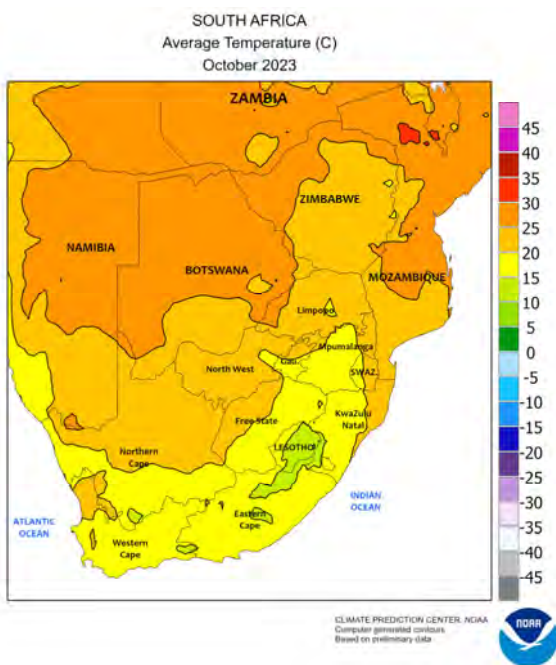 SOUTH AFRICA
Average Temperature (C)
October 2023
ZAMBIA
ZIMBABWE
NAMIBIA
BOTSWANA
MOZAMBIQUE
Limpopo
Mpumalanga
Gau.
North West
SWAZ.
Free State
KwaZulu
Natal
LESOTHO
Northern
Cape
Eastern
Cape
Western
Cape
ATLANTIC
OCEAN
INDIAN
OCEAN
45
40
35
30
25
20
15
10
5
0
-5
-10
-15
-20
-25
-30
-35
-40
-45
CLIMATE PREDICTION CENTER, NOAA
Computer generated contours
Based on preliminary data
NOAA